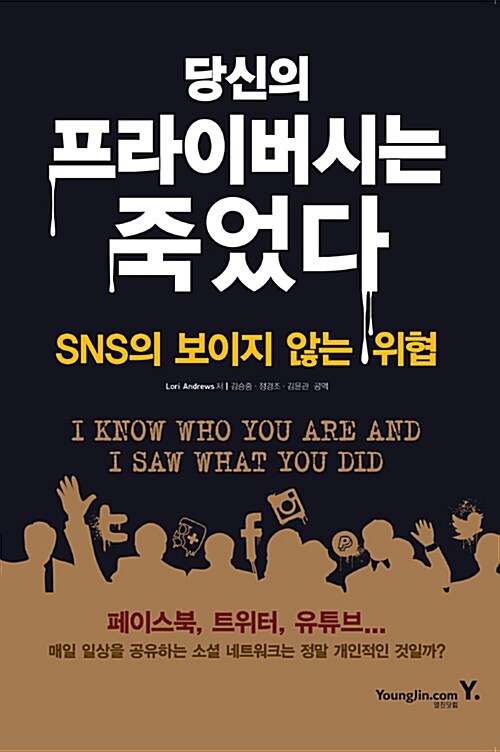 당신의
프라이버시는
죽었다
SNS의 보이지 않는 위협
Lori Andrews 저 | 김승종 · 정경조 · 김윤관 공역
I KNOW WHO YOU ARE AND
I SAW WHAT YOU DID
페이스북, 트위터, 유튜브...
매일 일상을 공유하는 소셜 네트워크는 정말 개인적인 것일까?
YoungJin.com Y.
영진닷컴